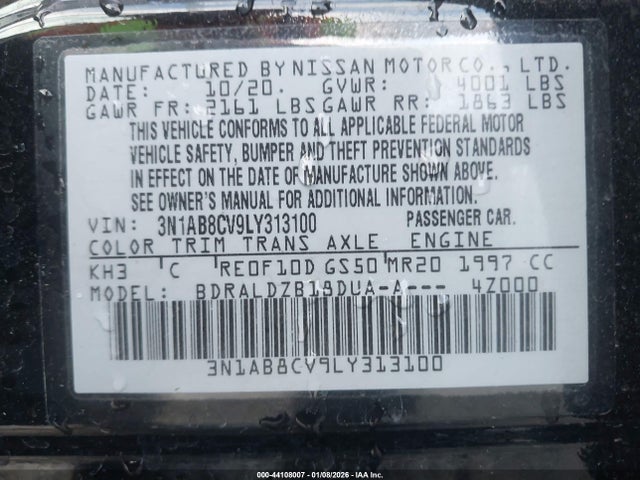 MANUFACTURED BY NISSAN MOTOR CO., LTD.
DATE: 10/20. GVWR: 4001 LBS
GAWR FR: 2161 LBS GAWR RR: 1863 LBS
THIS VEHICLE CONFORMS TO ALL APPLICABLE FEDERAL MOTOR
VEHICLE SAFETY, BUMPER AND THEFT PREVENTION STANDARDS
IN EFFECT ON THE DATE OF MANUFACTURE SHOWN ABOVE.
SEE OWNER'S MANUAL FOR ADDITIONAL INFORMATION.
VIN: 3N1AB8CV9LY313100 PASSENGER CAR.
COLOR TRIM TRANS AXLE ENGINE
KH3 C RE0F10D GS50 MR20 1997 CC
MODEL: BDRALDZB18DUA-A--- 4Z000
3N1AB8CV9LY313100
000-44108007 - 01/08/2026 - IAA Inc.